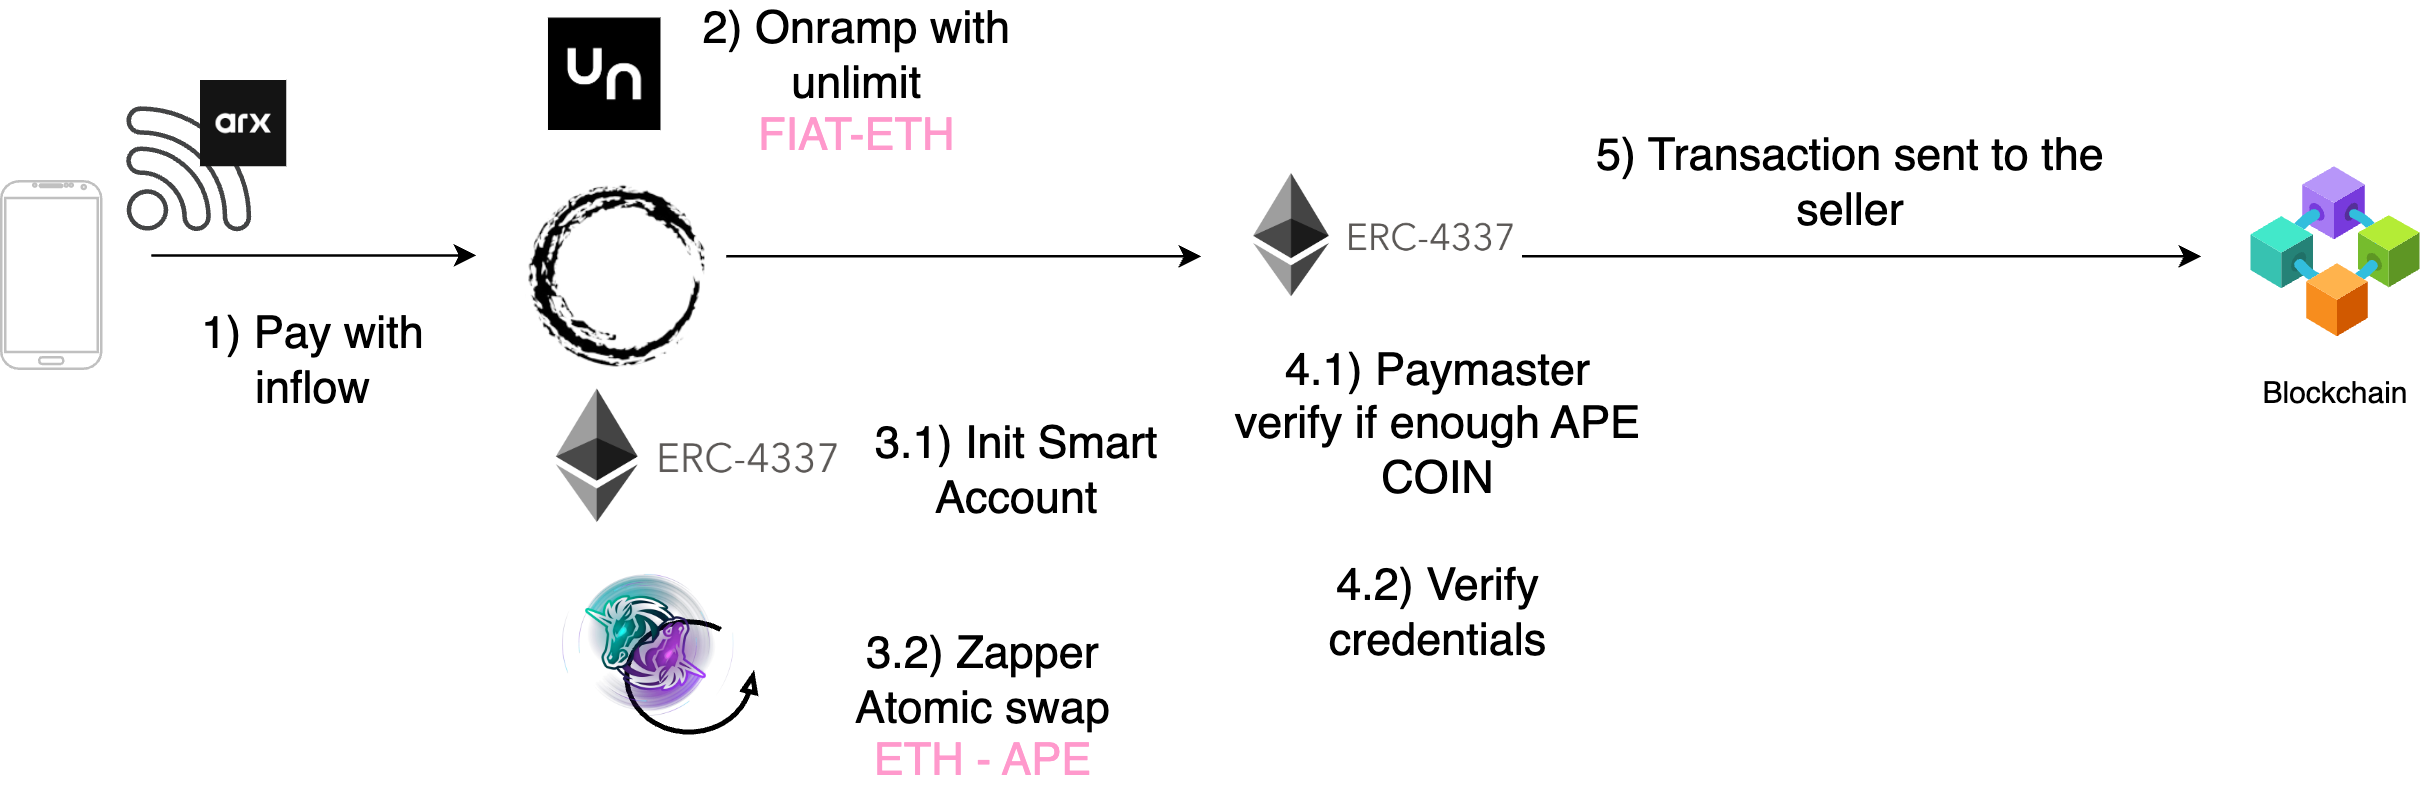 arx
1) Pay with
inflow
un
2) Onramp with
unlimit
FIAT-ETH
ERC-4337
3.1) Init Smart
Account
3.2) Zapper
Atomic swap
ETH - APE
ERC-4337
4.1) Paymaster
verify if enough APE
COIN
4.2) Verify
credentials
5) Transaction sent to the
seller
Blockchain